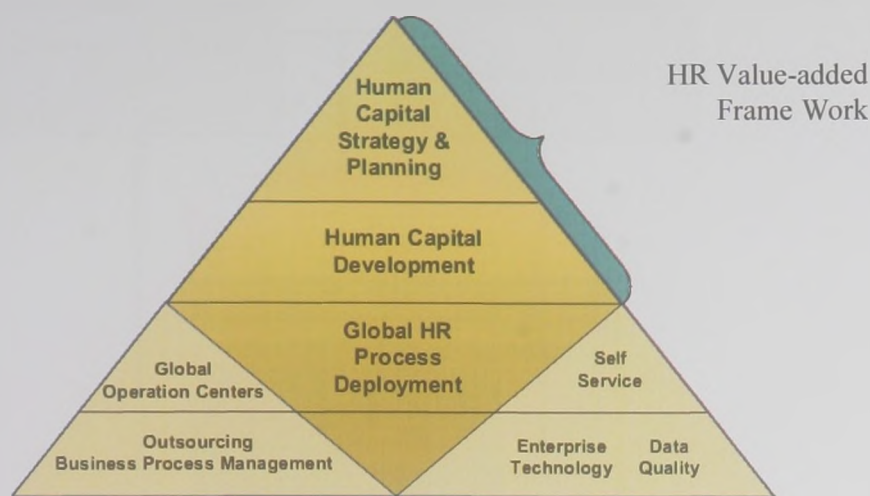 HR Value-added
Frame Work
Human
Capital
Strategy &
Planning
Human Capital
Development
Global HR
Process
Deployment
Global
Operation Centers
Self
Service
Outsourcing
Business Process Management
Enterprise
Technology
Data
Quality